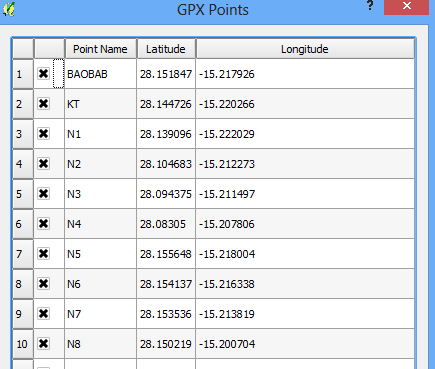 GPX Points
? ×
Point Name Latitude Longitude
1 BAOBAB 28.151847 -15.217926
2 KT 28.144726 -15.220266
3 N1 28.139096 -15.222029
4 N2 28.104683 -15.212273
5 N3 28.094375 -15.211497
6 N4 28.08305 -15.207806
7 N5 28.155648 -15.218004
8 N6 28.154137 -15.216338
9 N7 28.153536 -15.213819
10 N8 28.150219 -15.200704